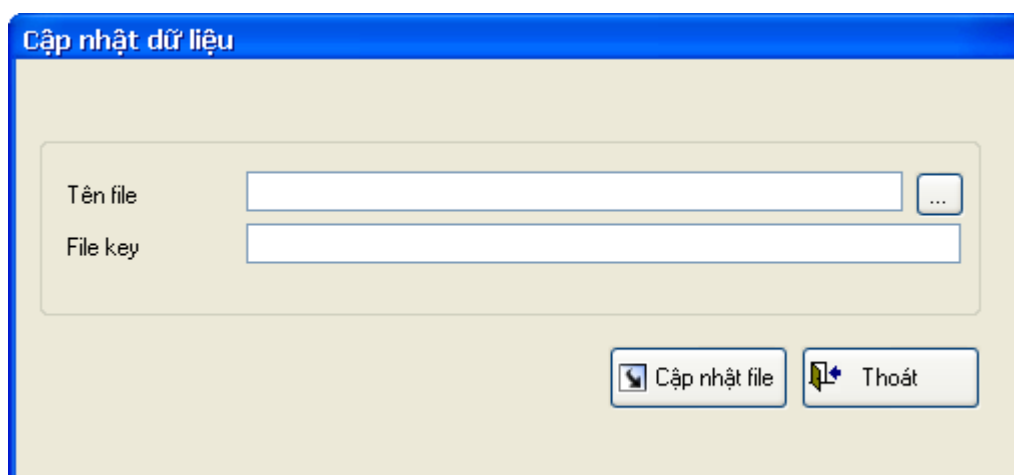 Cập nhật dữ liệu
Tên file
...
File key
Cập nhật file
Thoát